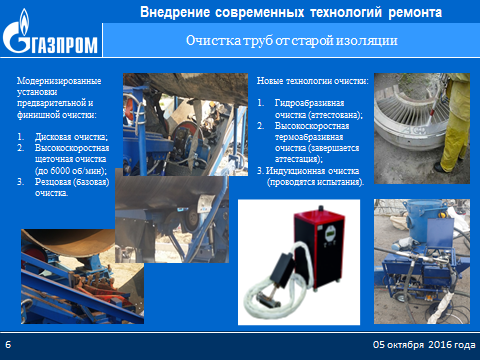 Внедрение современных технологий ремонта
ГАЗПРОМ
Очистка труб от старой изоляции
Модернизированные
установки
предварительной и
финишной очистки:
1. Дисковая очистка;
2. Высокоскоростная
щеточная очистка
(до 6000 об/мин);
3. Резцовая (базовая)
очистка.
Новые технологии очистки:
1. Гидроабразивная
очистка (аттестована);
2. Высокоскоростная
термоабразивная
очистка (завершается
аттестация);
3. Индукционная очистка
(проводятся испытания).
6
05 октября 2016 года